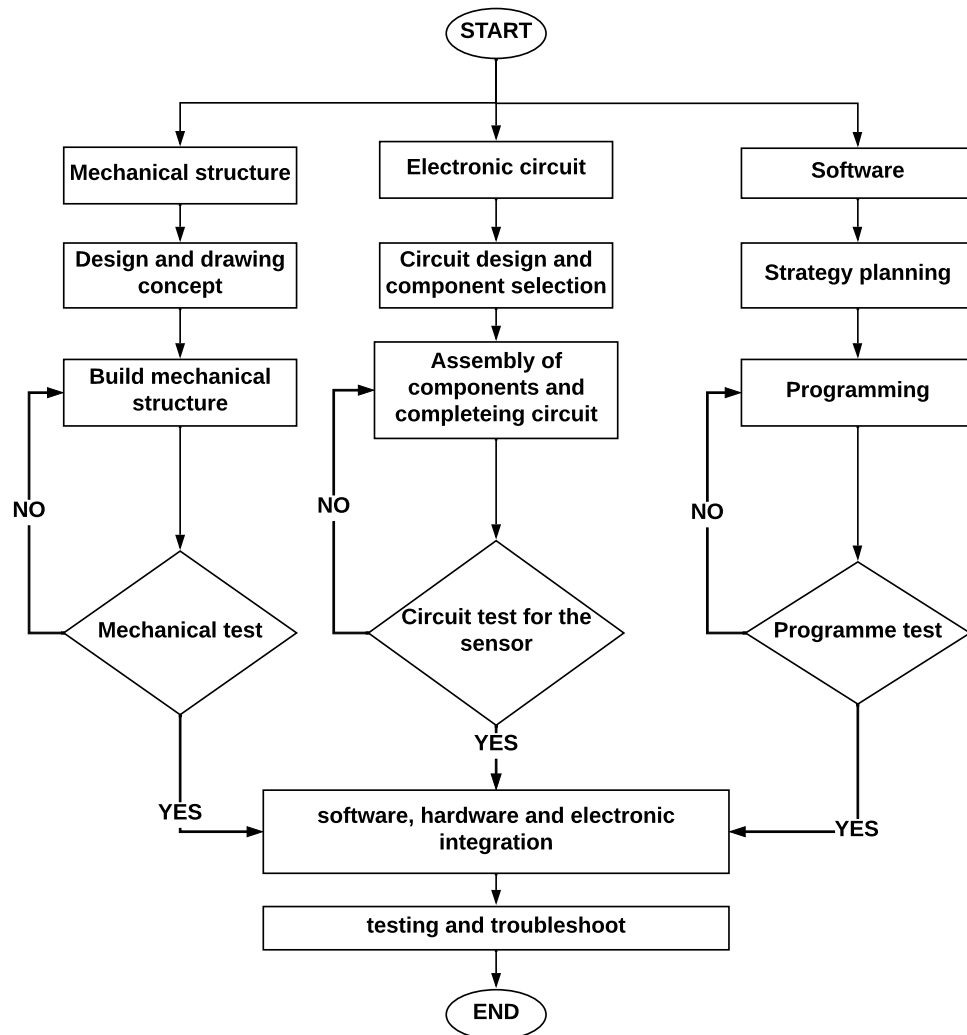 START
Mechanical structure
Electronic circuit
Software
Design and drawing
concept
Circuit design and
component selection
Strategy planning
Build mechanical
structure
Assembly of
components and
completeing circuit
Programming
NO
NO
NO
Mechanical test
Circuit test for the
sensor
Programme test
YES
YES
YES
software, hardware and electronic
integration
testing and troubleshoot
END